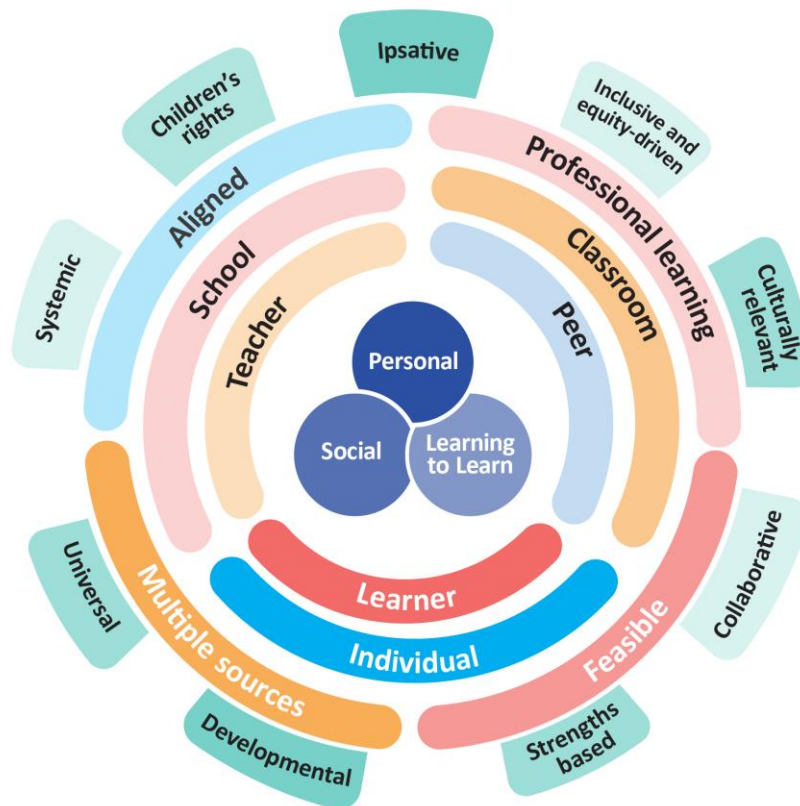 Ipsative
Children's
rights
Inclusive and
equity-driven
Systemic
Culturally
relevant
Aligned
Professional learning
School
Classroom
Teacher
Peer
Personal
Social
Learning
to Learn
Learner
Individual
Multiple sources
Feasible
Universal
Collaborative
Developmental
Strengths
based